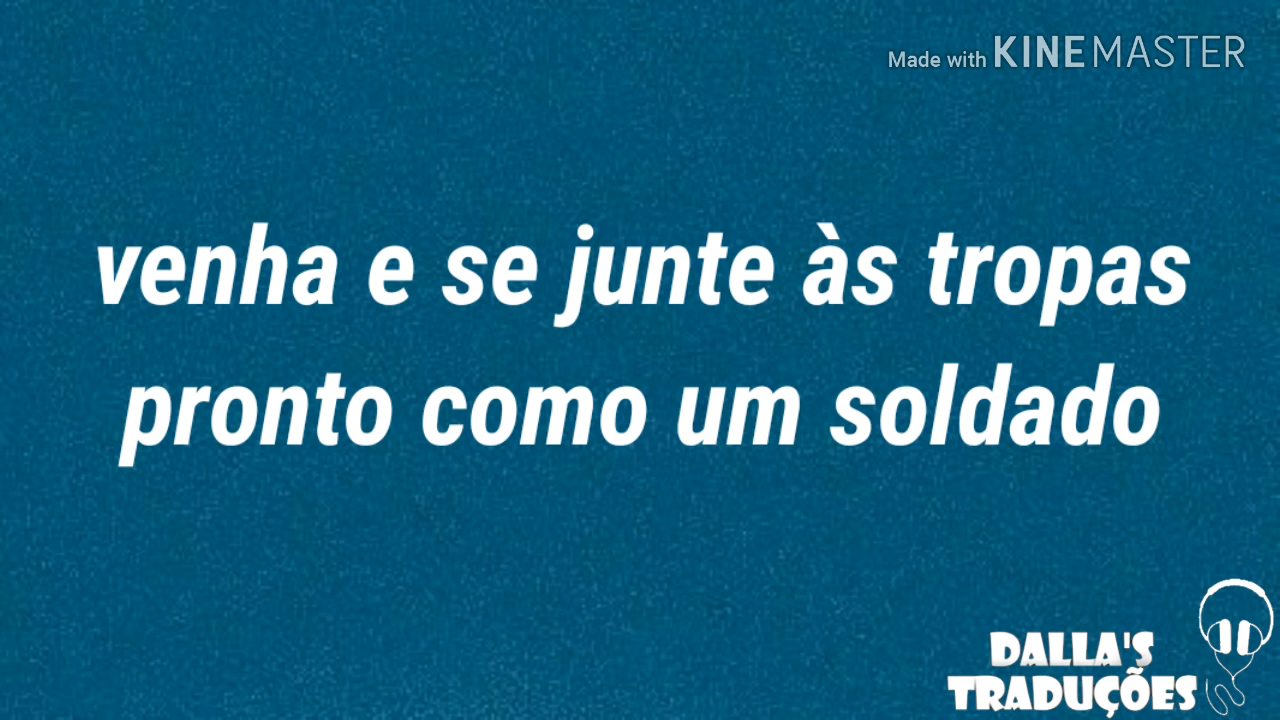 Made with KINEMASTER
venha e se junte às tropas
pronto como um soldado
DALLA'S
TRADUÇÕES